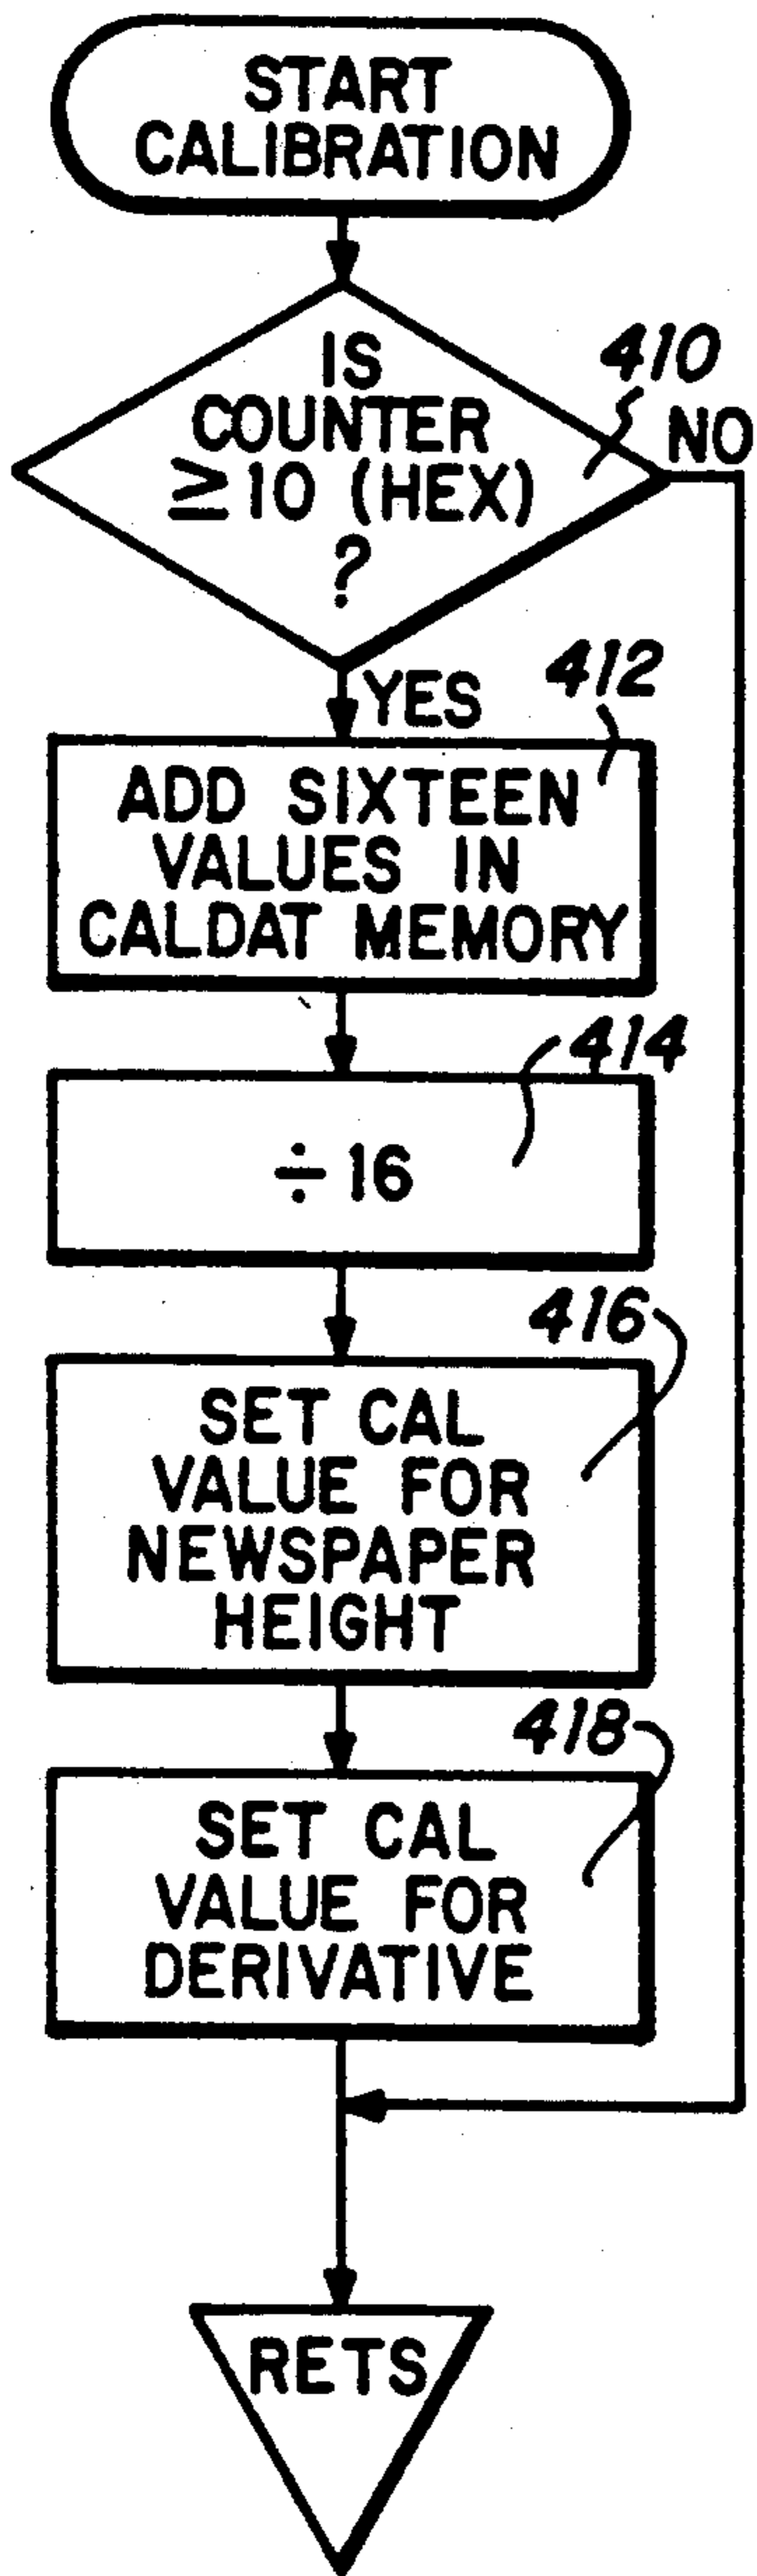 START
CALIBRATION
IS
COUNTER
≥10 (HEX)
?
410
NO
YES
412
ADD SIXTEEN
VALUES IN
CALDAT MEMORY
414
÷16
416
SET CAL
VALUE FOR
NEWSPAPER
HEIGHT
418
SET CAL
VALUE FOR
DERIVATIVE
RETS